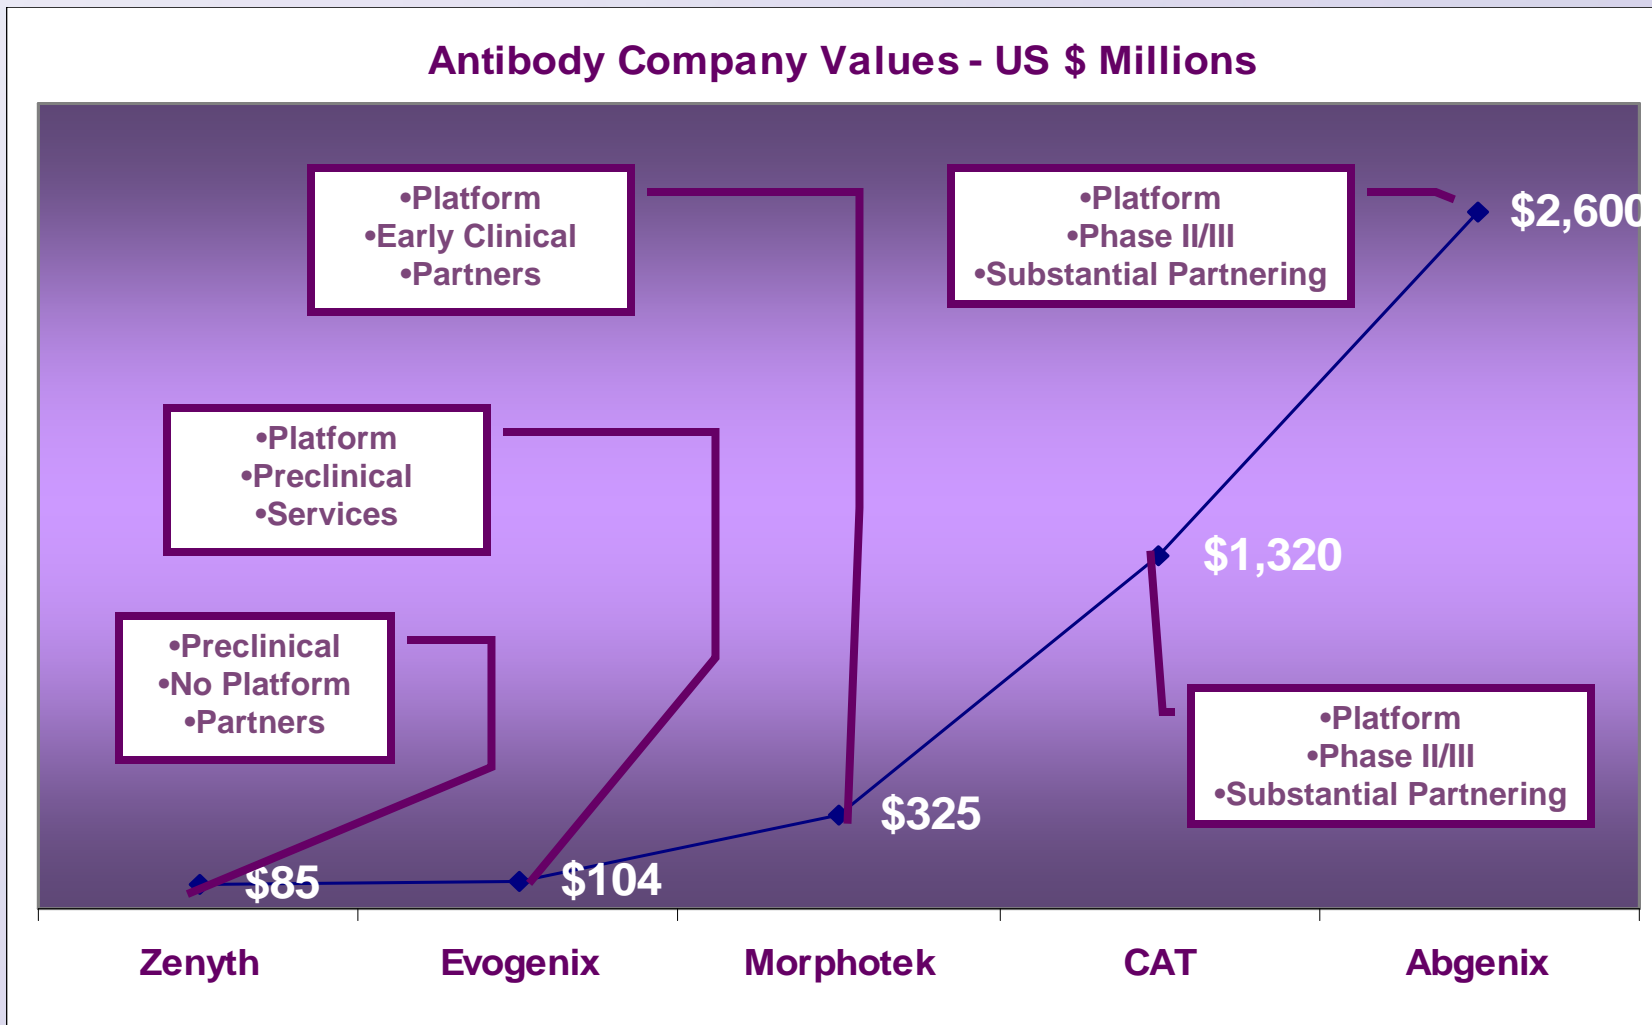 Antibody Company Values - US $ Millions
•Platform
•Early Clinical
•Partners
•Platform
•Phase II/III
•Substantial Partnering
$2,600
•Platform
•Preclinical
•Services
$1,320
•Preclinical
•No Platform
•Partners
•Platform
•Phase II/III
•Substantial Partnering
$325
$85
$104
Zenyth
Evogenix
Morphotek
CAT
Abgenix